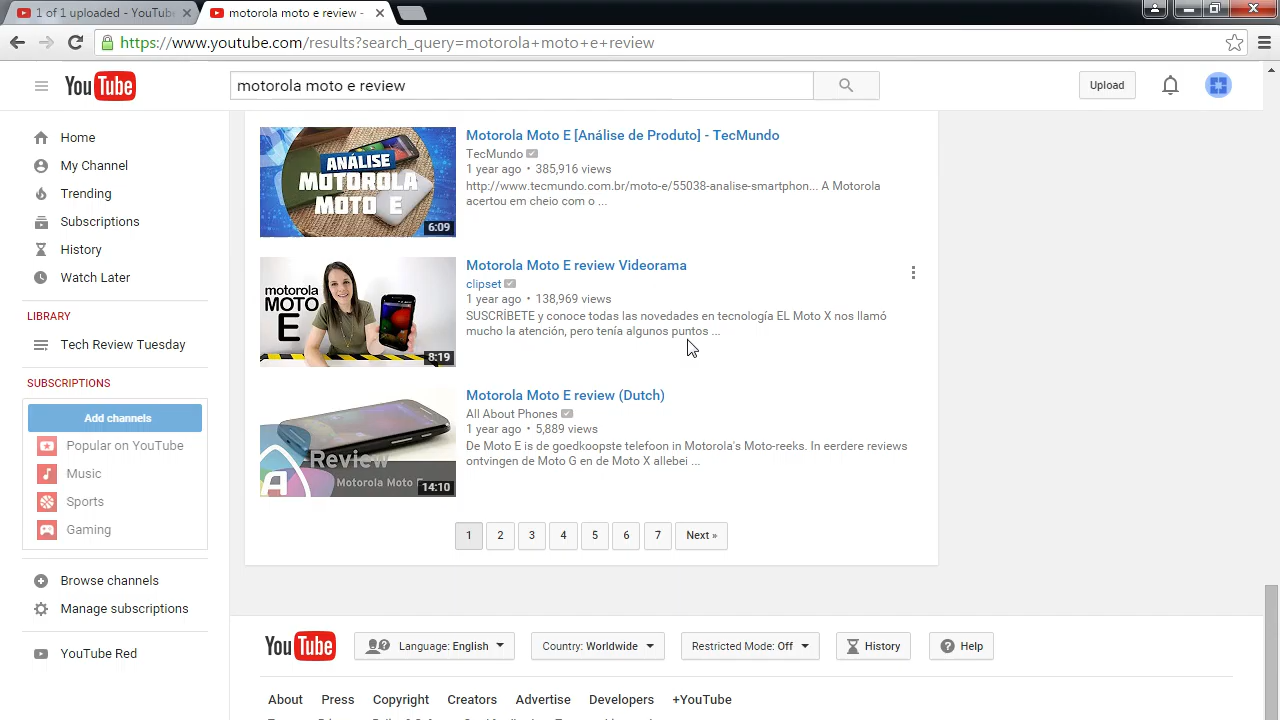 1 of 1 uploaded - YouTub
motorola moto e review -
https://www.youtube.com/results?search_query=motorola+moto+e+review
YouTube
motorola moto e review
Upload
Home
My Channel
Trending
Subscriptions
History
Watch Later
LIBRARY
Tech Review Tuesday
SUBSCRIPTIONS
Add channels
Popular on YouTube
Music
Sports
Gaming
Browse channels
Manage subscriptions
YouTube Red
ANÁLISE
MOTOROLA
MOTO E
6:09
Motorola Moto E [Análise de Produto] - TecMundo
TecMundo
1 year ago • 385,916 views
http://www.tecmundo.com.br/moto-e/55038-analise-smartphon... A Motorola
acertou em cheio com o ...
motorola
MOTO
E
8:19
Motorola Moto E review Videorama
clipset
1 year ago • 138,969 views
SUSCRÍBETE y conoce todas las novedades en tecnología EL Moto X nos llamó
mucho la atención, pero tenía algunos puntos ...
A
Review
Motorola Moto E
14:10
Motorola Moto E review (Dutch)
All About Phones
1 year ago • 5,889 views
De Moto E is de goedkoopste telefoon in Motorola's Moto-reeks. In eerdere reviews
ontvingen de Moto G en de Moto X allebei ...
1 2 3 4 5 6 7 Next »
YouTube
Language: English
Country: Worldwide
Restricted Mode: Off
History
Help
About Press Copyright Creators Advertise Developers +YouTube